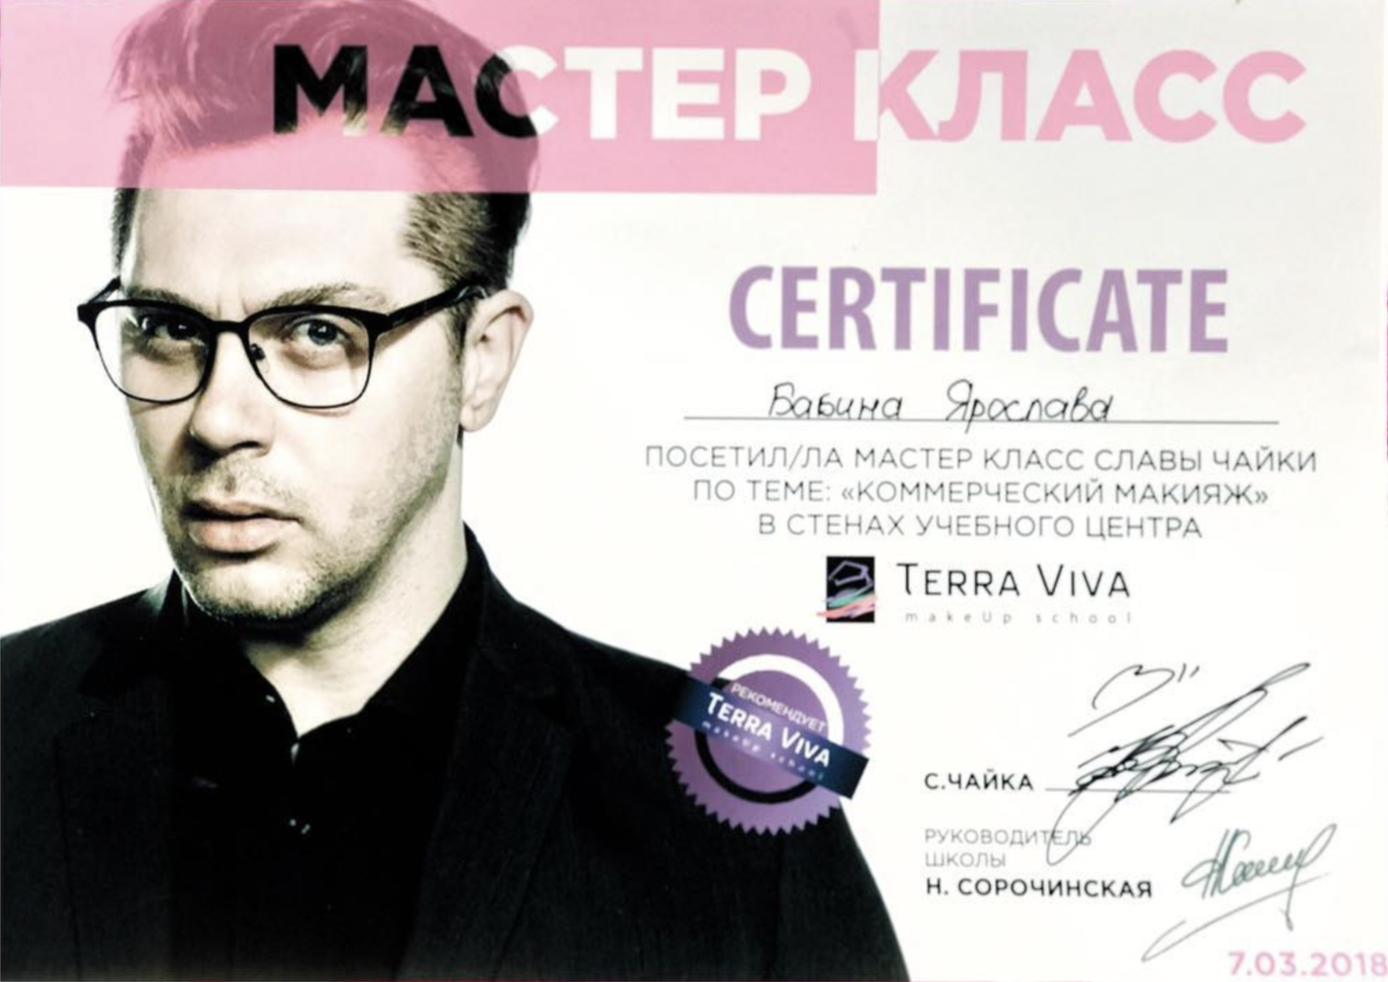 МАСТЕР КЛАСС
CERTIFICATE
Бабина Ярослава
ПОСЕТИЛ/ЛА МАСТЕР КЛАСС СЛАВЫ ЧАЙКИ
ПО ТЕМЕ: «КОММЕРЧЕСКИЙ МАКИЯЖ»
В СТЕНАХ УЧЕБНОГО ЦЕНТРА
TERRA VIVA
makeUp school
РЕКОМЕНДУЕТ
TERRA VIVA
makeup school
С.ЧАЙКА
РУКОВОДИТЕЛЬ
ШКОЛЫ
Н. СОРОЧИНСКАЯ
7.03.2018